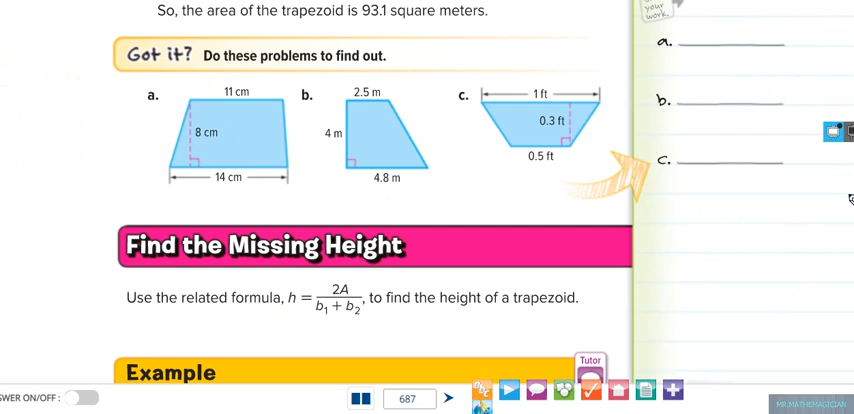 So, the area of the trapezoid is 93.1 square meters.
your
work.
Got it? Do these problems to find out.
a. 11 cm
8 cm
14 cm
b. 2.5 m
4 m
4.8 m
c. 1 ft
0.3 ft
0.5 ft
a.
b.
c.
Find the Missing Height
Use the related formula, h = 2A / b₁ + b₂, to find the height of a trapezoid.
Example
Tutor
SWER ON/OFF :
687
MR.MATHEMAGICIAN